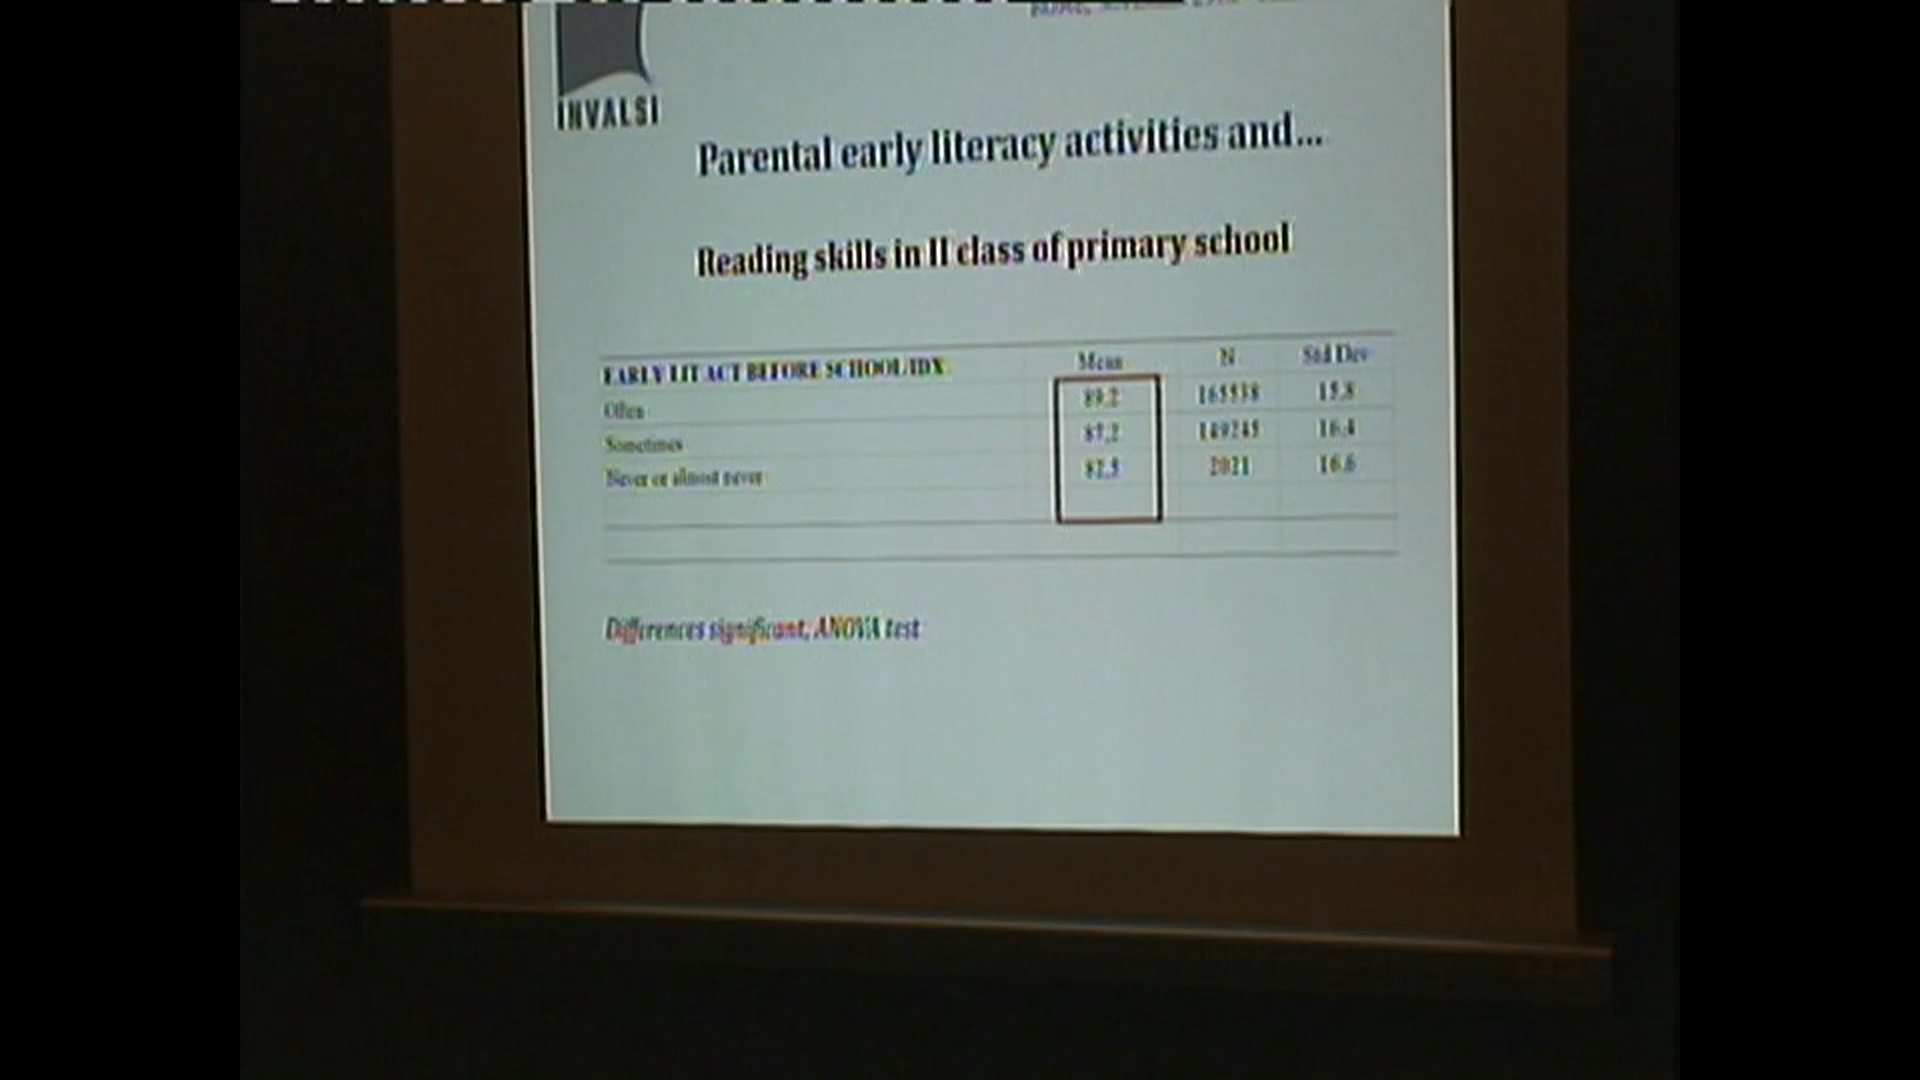 INVALSI
Parental early literacy activities and...
Reading skills in II class of primary school
EARLY LIT ACT BEFORE SCHOOL/IDX Mean N Std Dev
Often 89.2 15.8
Sometimes 87,2 149245 16.4
Never or almost never 82.5 2021 16.6
Differences significant, ANOVA test